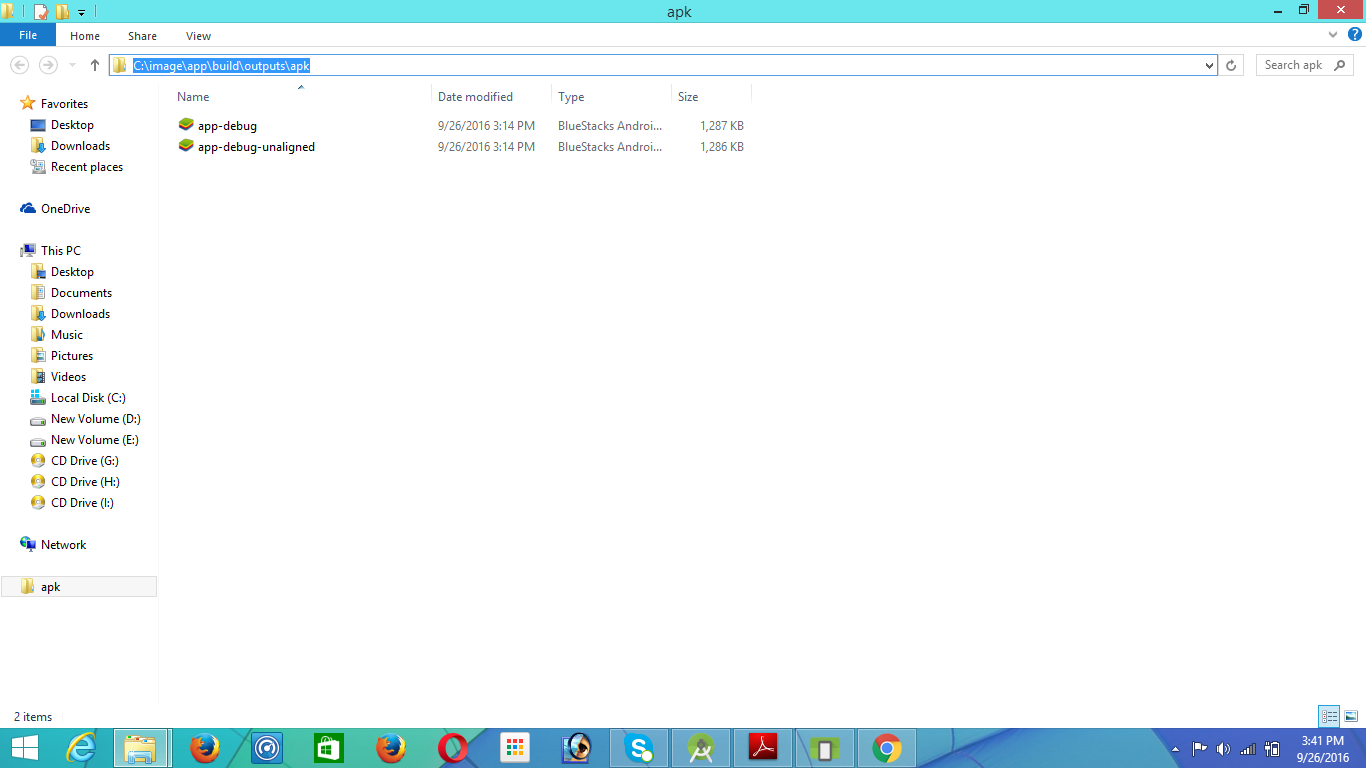 apk
File Home Share View
C:\image\app\build\outputs\apk
Search apk
Name Date modified Type Size
app-debug 9/26/2016 3:14 PM BlueStacks Androi... 1,287 KB
app-debug-unaligned 9/26/2016 3:14 PM BlueStacks Androi... 1,286 KB
Favorites
Desktop
Downloads
Recent places
OneDrive
This PC
Desktop
Documents
Downloads
Music
Pictures
Videos
Local Disk (C:)
New Volume (D:)
New Volume (E:)
CD Drive (G:)
CD Drive (H:)
CD Drive (I:)
Network
apk
2 items
3:41 PM
9/26/2016